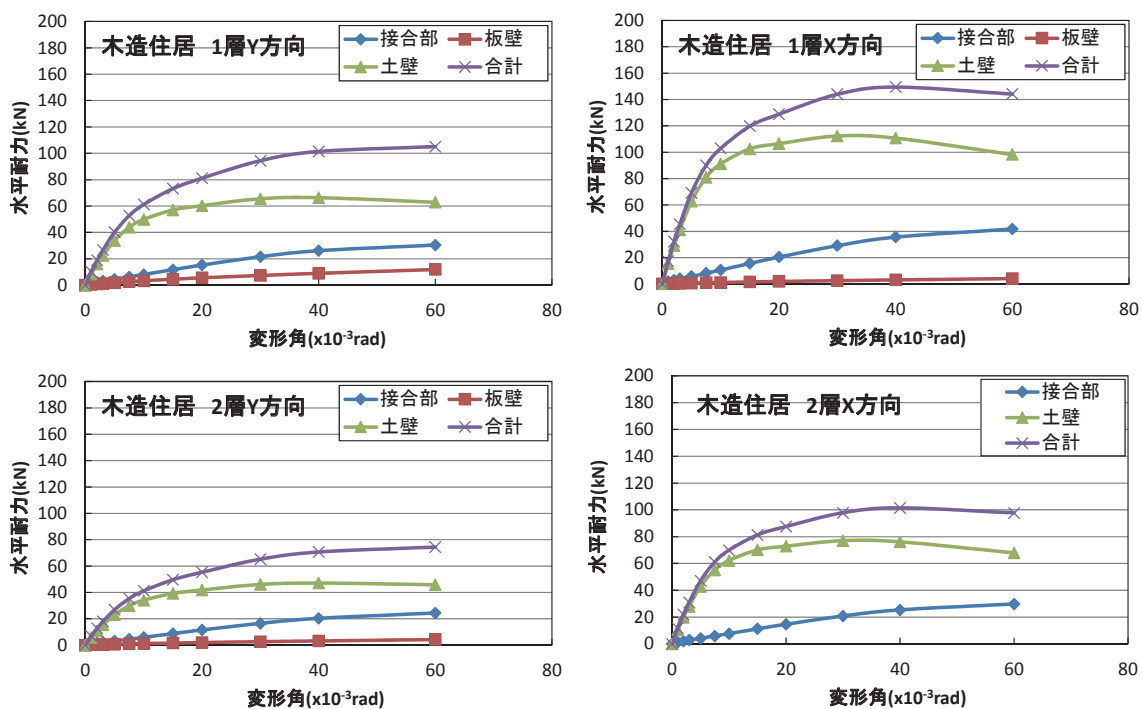 木造住居 1層Y方向
接合部 板壁
土壁 合計
200
180
160
140
120
100
80
60
40
20
0
水平耐力(kN)
0 20 40 60 80
変形角(x10⁻³rad)
木造住居 1層X方向
接合部 板壁
土壁 合計
200
180
160
140
120
100
80
60
40
20
0
水平耐力(kN)
0 20 40 60 80
変形角(x10⁻³rad)
木造住居 2層Y方向
接合部 板壁
土壁 合計
200
180
160
140
120
100
80
60
40
20
0
水平耐力(kN)
0 20 40 60 80
変形角(x10⁻³rad)
木造住居 2層X方向
接合部
土壁
合計
200
180
160
140
120
100
80
60
40
20
0
水平耐力(kN)
0 20 40 60 80
変形角(x10⁻³rad)